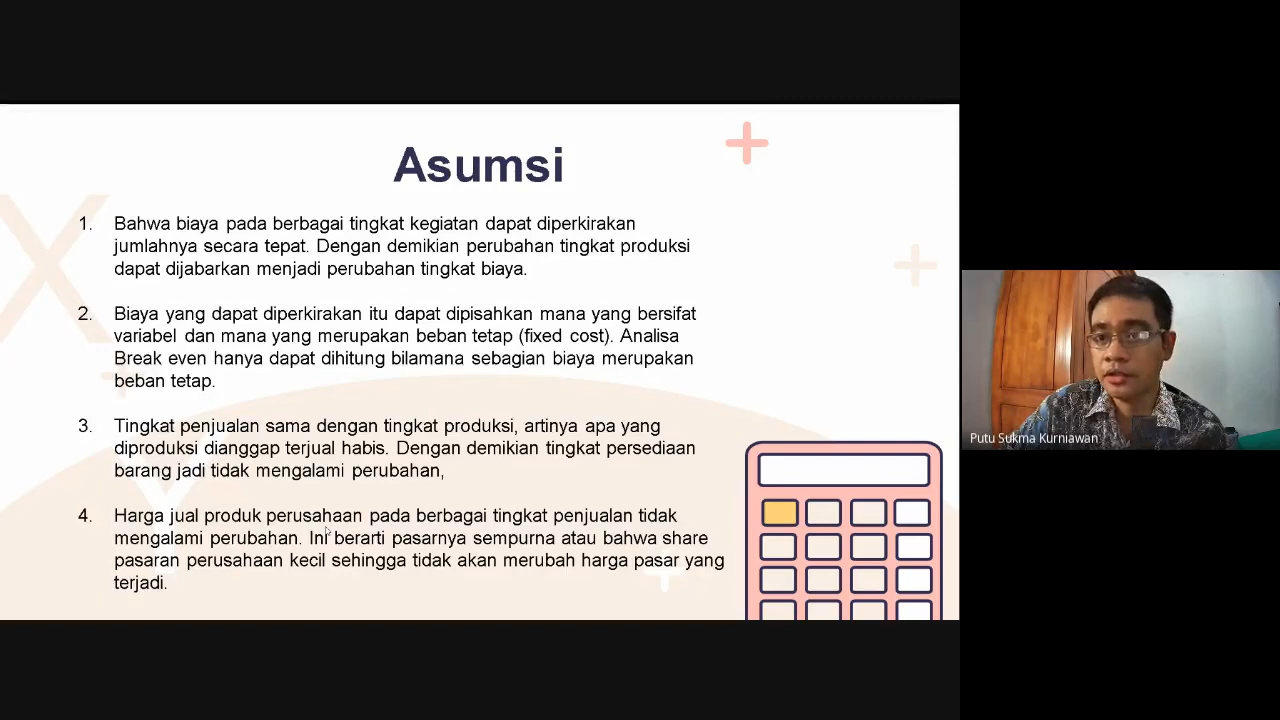 Asumsi
1. Bahwa biaya pada berbagai tingkat kegiatan dapat diperkirakan
jumlahnya secara tepat. Dengan demikian perubahan tingkat produksi
dapat dijabarkan menjadi perubahan tingkat biaya.
2. Biaya yang dapat diperkirakan itu dapat dipisahkan mana yang bersifat
variabel dan mana yang merupakan beban tetap (fixed cost). Analisa
Break even hanya dapat dihitung bilamana sebagian biaya merupakan
beban tetap.
3. Tingkat penjualan sama dengan tingkat produksi, artinya apa yang
diproduksi dianggap terjual habis. Dengan demikian tingkat persediaan
barang jadi tidak mengalami perubahan,
4. Harga jual produk perusahaan pada berbagai tingkat penjualan tidak
mengalami perubahan. Ini berarti pasarnya sempurna atau bahwa share
pasaran perusahaan kecil sehingga tidak akan merubah harga pasar yang
terjadi.
Putu Sukma Kurniawan